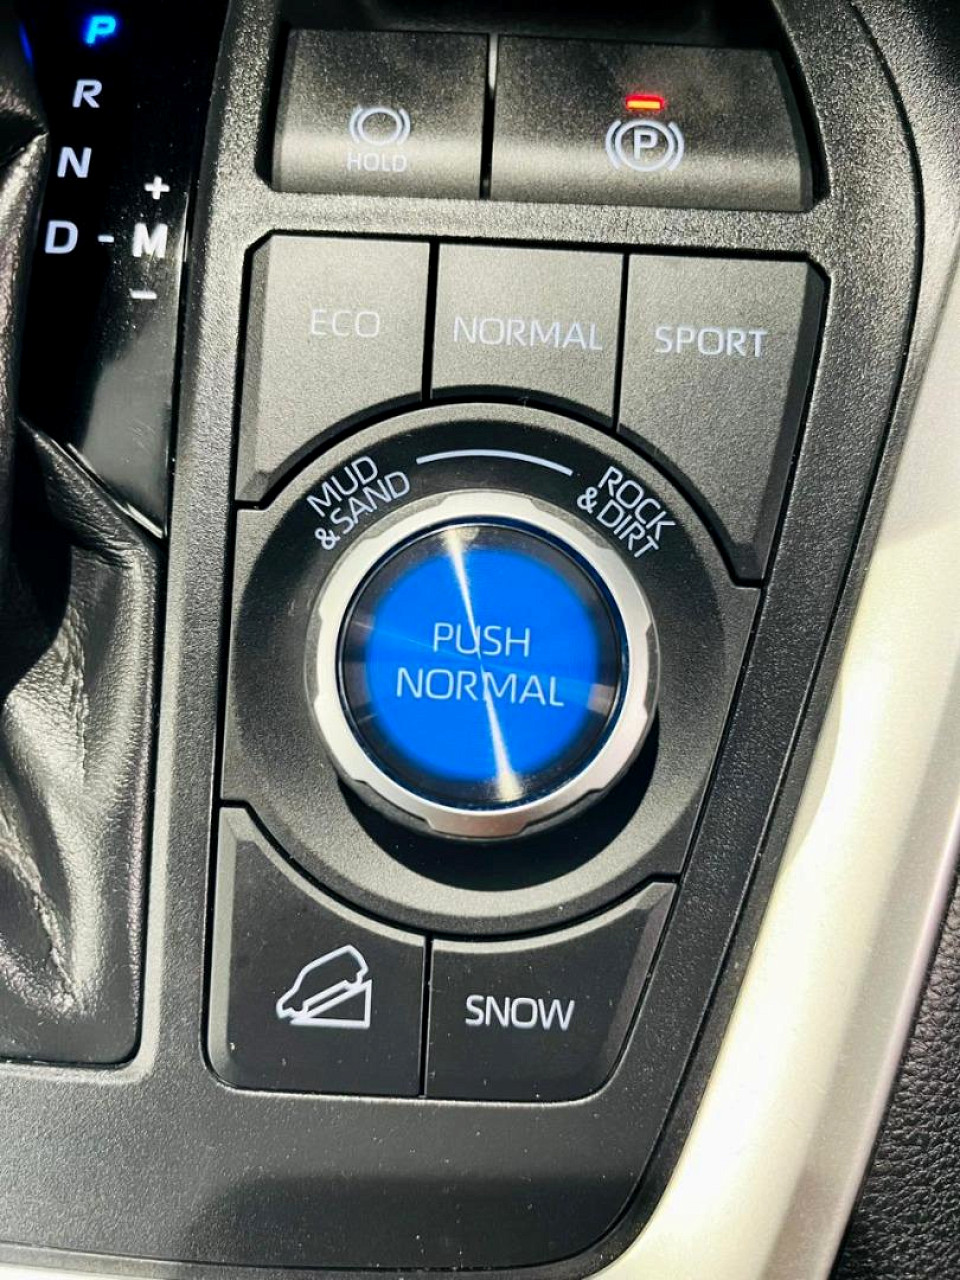 P
R
N
D - M
+
−
HOLD
P
ECO
NORMAL
SPORT
MUD
& SAND
ROCK
& DIRT
PUSH
NORMAL
SNOW